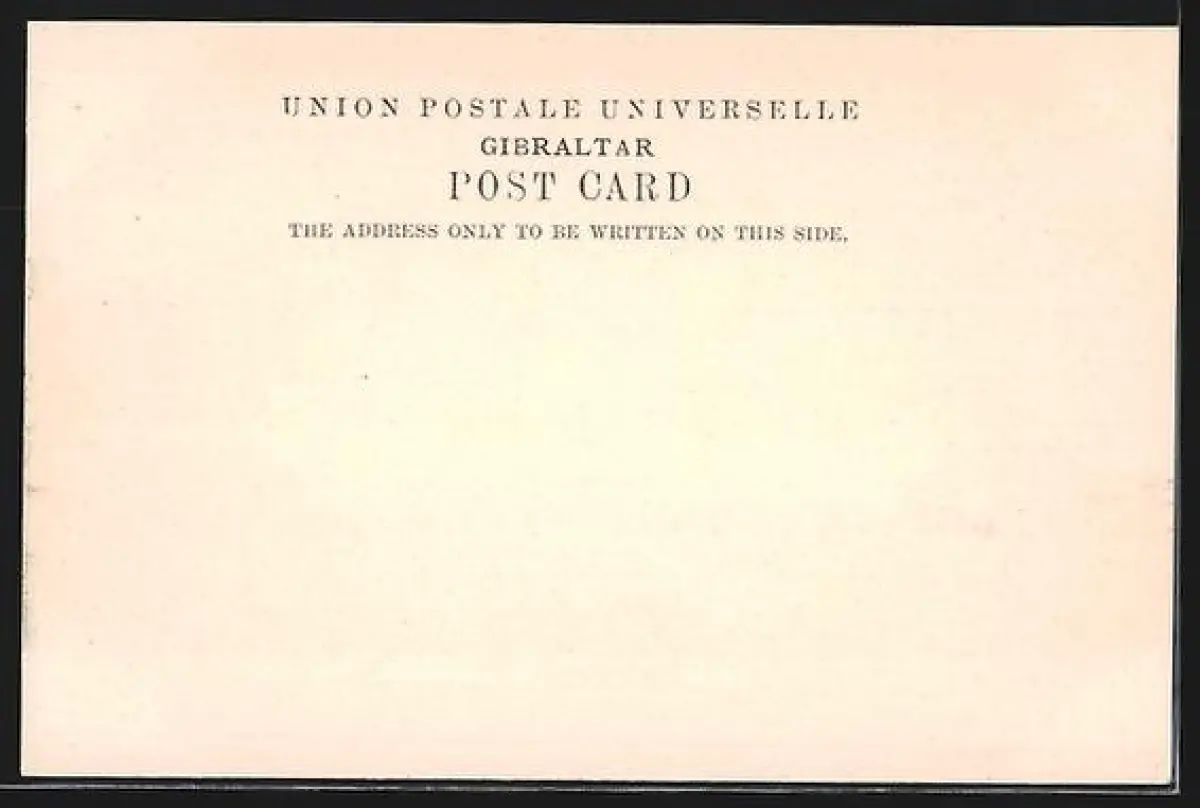 UNION POSTALE UNIVERSELLE
GIBRALTAR
POST CARD
THE ADDRESS ONLY TO BE WRITTEN ON THIS SIDE.